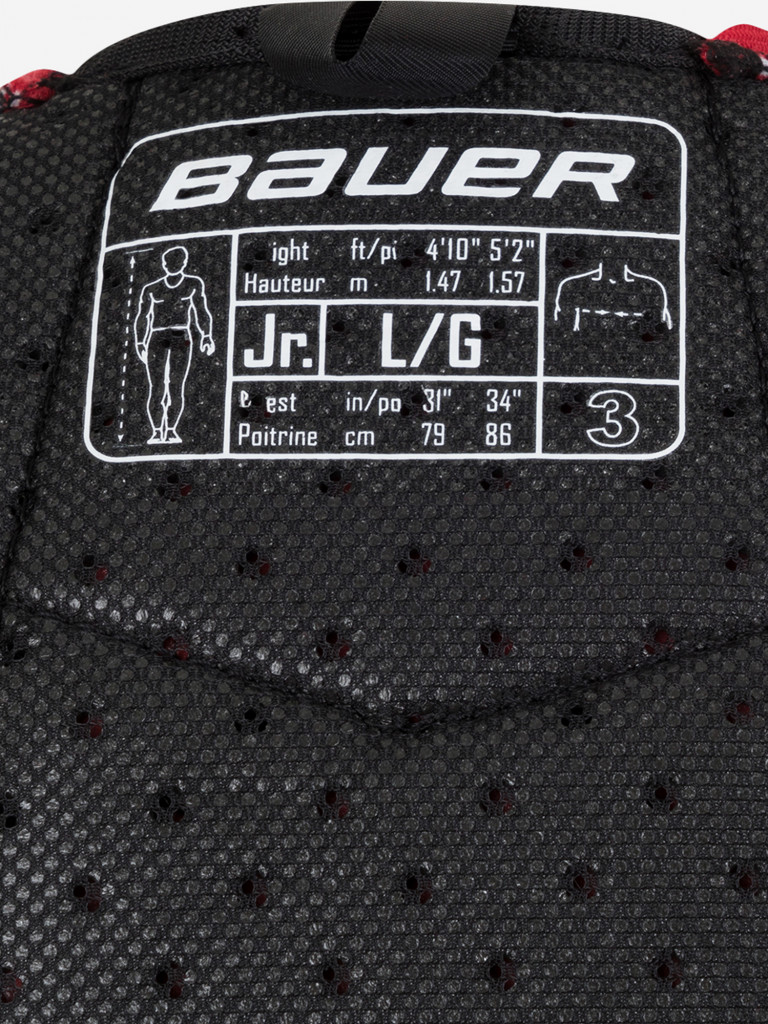 BAUER
ight ft/pi 4'10" 5'2"
Hauteur m 1.47 1.57
Jr. L/G
est in/po 31" 34"
Poitrine cm 79 86
3